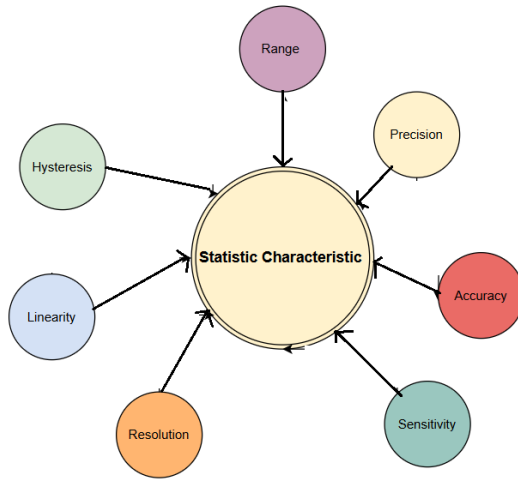 Range
Precision
Hysteresis
Statistic Characteristic
Accuracy
Linearity
Sensitivity
Resolution